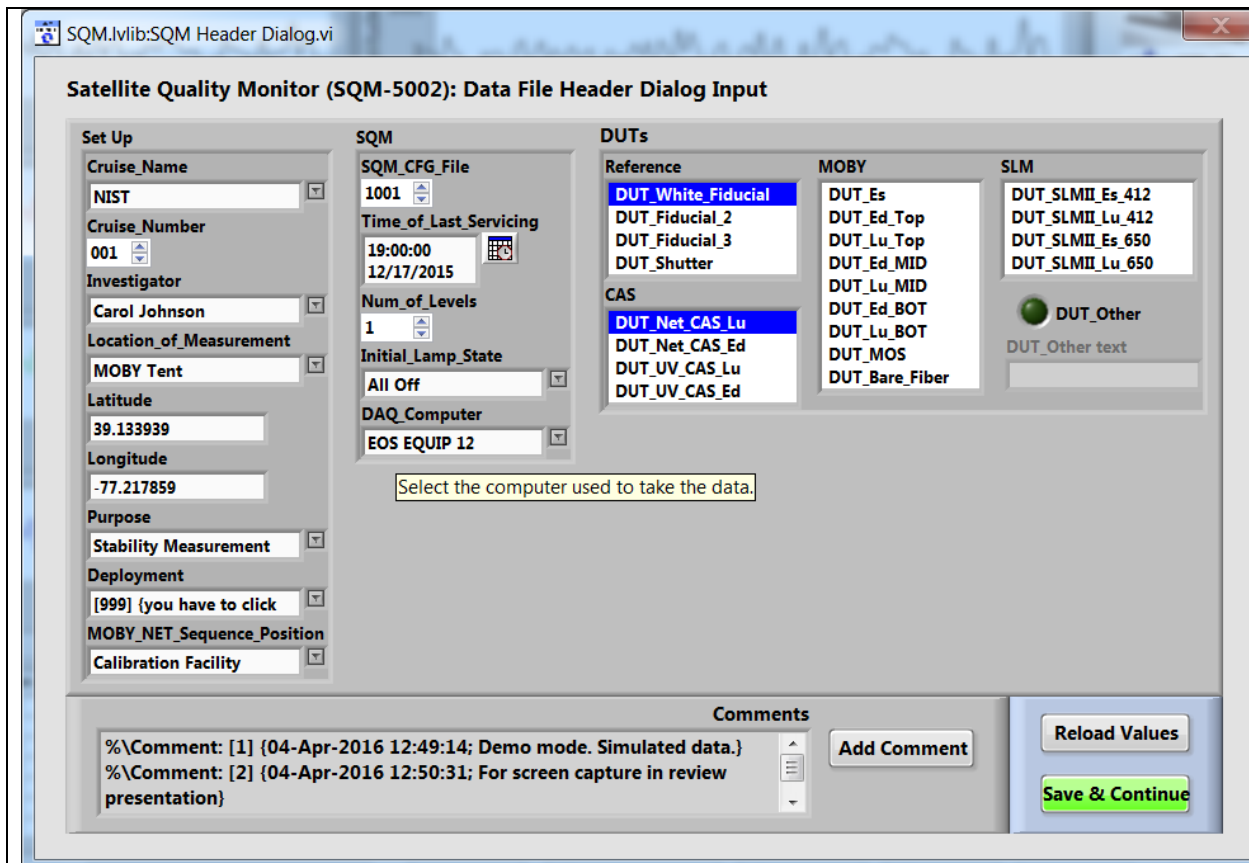 SQM.lvlib:SQM Header Dialog.vi
X
Satellite Quality Monitor (SQM-5002): Data File Header Dialog Input
Set Up
Cruise_Name
NIST
Cruise_Number
001
Investigator
Carol Johnson
Location_of_Measurement
MOBY Tent
Latitude
39.133939
Longitude
-77.217859
Purpose
Stability Measurement
Deployment
[999] {you have to click
MOBY_NET_Sequence_Position
Calibration Facility
SQM
SQM_CFG_File
1001
Time_of_Last_Servicing
19:00:00
12/17/2015
Num_of_Levels
1
Initial_Lamp_State
All Off
DAQ_Computer
EOS EQUIP 12
Select the computer used to take the data.
DUTs
Reference
DUT_White_Fiducial
DUT_Fiducial_2
DUT_Fiducial_3
DUT_Shutter
CAS
DUT_Net_CAS_Lu
DUT_Net_CAS_Ed
DUT_UV_CAS_Lu
DUT_UV_CAS_Ed
MOBY
DUT_Es
DUT_Ed_Top
DUT_Lu_Top
DUT_Ed_MID
DUT_Lu_MID
DUT_Ed_BOT
DUT_Lu_BOT
DUT_MOS
DUT_Bare_Fiber
SLM
DUT_SLMII_Es_412
DUT_SLMII_Lu_412
DUT_SLMII_Es_650
DUT_SLMII_Lu_650
DUT_Other
DUT_Other text
Comments
%\Comment: [1] {04-Apr-2016 12:49:14; Demo mode. Simulated data.}
%\Comment: [2] {04-Apr-2016 12:50:31; For screen capture in review
presentation}
Add Comment
Reload Values
Save & Continue